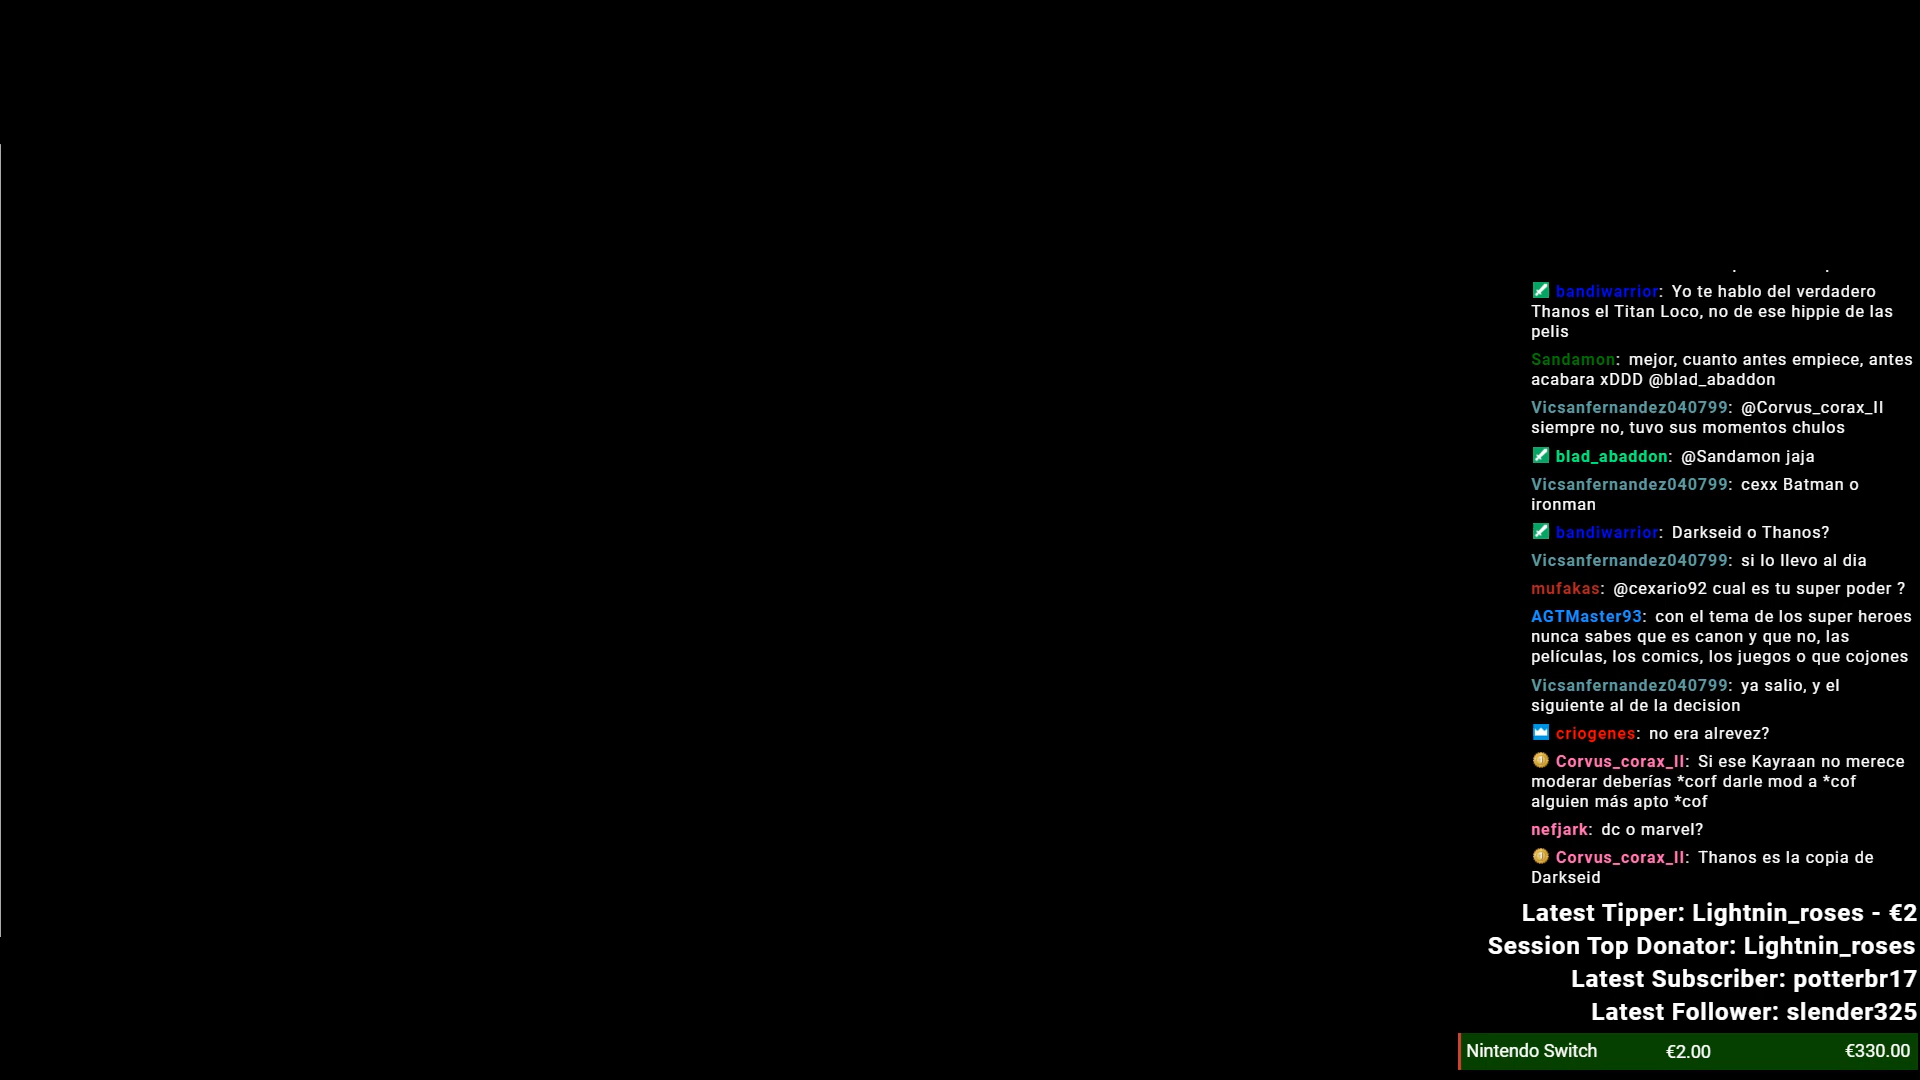 bandiwarrior: Yo te hablo del verdadero
Thanos el Titan Loco, no de ese hippie de las
pelis
Sandamon: mejor, cuanto antes empiece, antes
acabara xDDD @blad_abaddon
Vicsanfernandez040799: @Corvus_corax_II
siempre no, tuvo sus momentos chulos
blad_abaddon: @Sandamon jaja
Vicsanfernandez040799: cexx Batman o
ironman
bandiwarrior: Darkseid o Thanos?
Vicsanfernandez040799: si lo llevo al dia
mufakas: @cexario92 cual es tu super poder ?
AGTMaster93: con el tema de los super heroes
nunca sabes que es canon y que no, las
películas, los comics, los juegos o que cojones
Vicsanfernandez040799: ya salio, y el
siguiente al de la decision
criogenes: no era alrevez?
Corvus_corax_II: Si ese Kayraan no merece
moderar deberías *corf darle mod a *cof
alguien más apto *cof
nefjark: dc o marvel?
Corvus_corax_II: Thanos es la copia de
Darkseid
Latest Tipper: Lightnin_roses - €2
Session Top Donator: Lightnin_roses
Latest Subscriber: potterbr17
Latest Follower: slender325
Nintendo Switch €2.00 €330.00